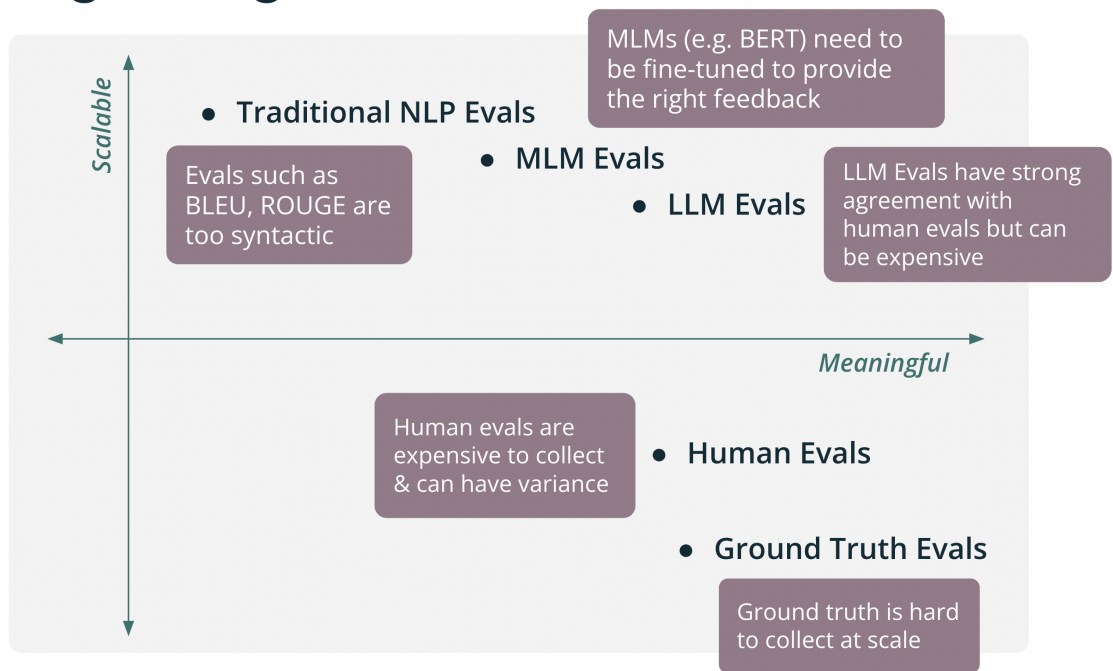 MLMs (e.g. BERT) need to
be fine-tuned to provide
the right feedback
Scalable
Traditional NLP Evals
MLM Evals
Evals such as
BLEU, ROUGE are
too syntactic
LLM Evals
LLM Evals have strong
agreement with
human evals but can
be expensive
Meaningful
Human evals are
expensive to collect
& can have variance
Human Evals
Ground Truth Evals
Ground truth is hard
to collect at scale